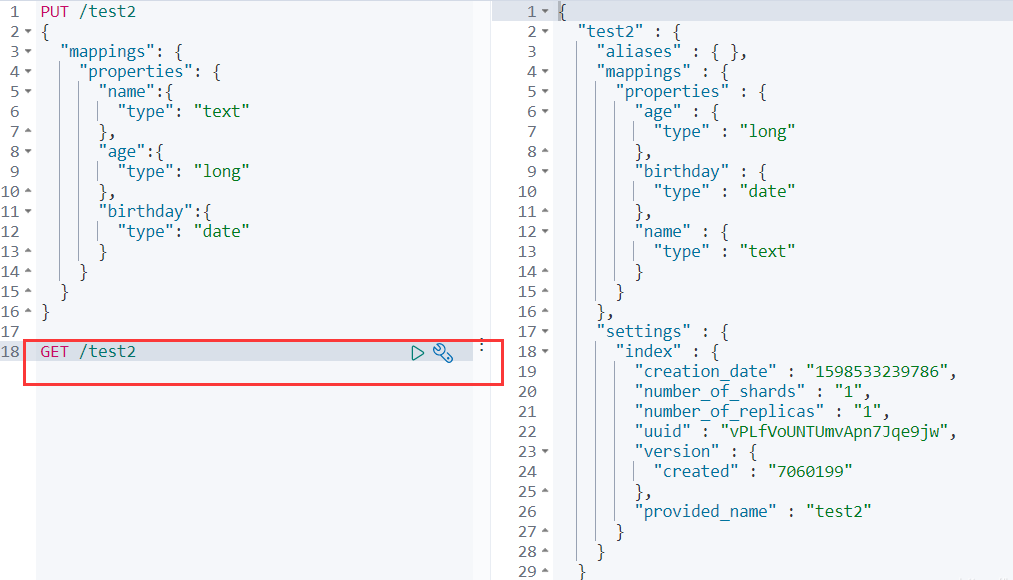 1 PUT /test2
2 {
3 "mappings": {
4 "properties": {
5 "name":{
6 "type": "text"
7 },
8 "age":{
9 "type": "long"
10 },
11 "birthday":{
12 "type": "date"
13 }
14 }
15 }
16 }
17
18 GET /test2
1 {
2 "test2" : {
3 "aliases" : { },
4 "mappings" : {
5 "properties" : {
6 "age" : {
7 "type" : "long"
8 },
9 "birthday" : {
10 "type" : "date"
11 },
12 "name" : {
13 "type" : "text"
14 }
15 }
16 },
17 "settings" : {
18 "index" : {
19 "creation_date" : "1598533239786",
20 "number_of_shards" : "1",
21 "number_of_replicas" : "1",
22 "uuid" : "vPLfVoUNTUmvApn7Jqe9jw",
23 "version" : {
24 "created" : "7060199"
25 },
26 "provided_name" : "test2"
27 }
28 }
29 }